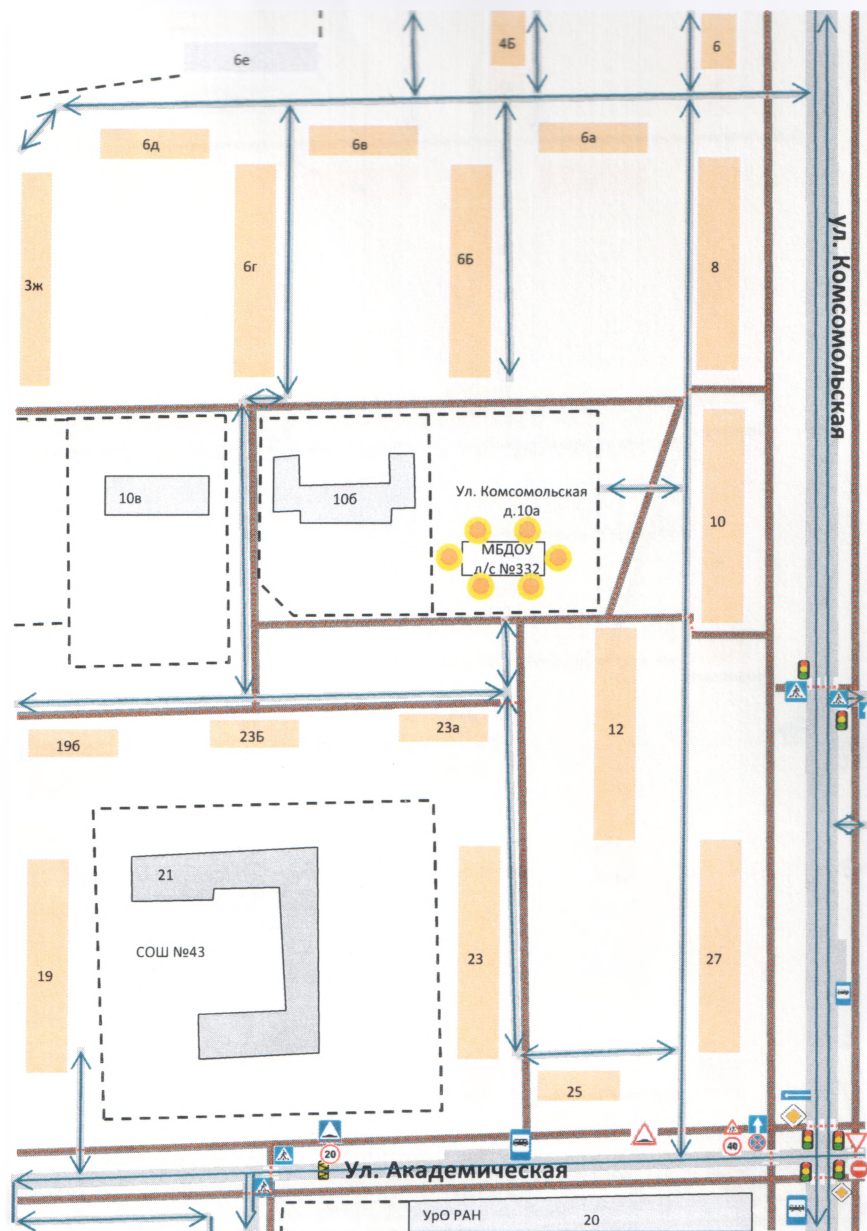 4Б
6
6е
6д
6в
6а
3ж
6г
6Б
8
ул. Комсомольская
10в
10б
Ул. Комсомольская
д.10а
10
МБДОУ
л/с №332
19б
23Б
23а
12
21
СОШ №43
19
23
27
25
20
40
Ул. Академическая
УрО РАН
20